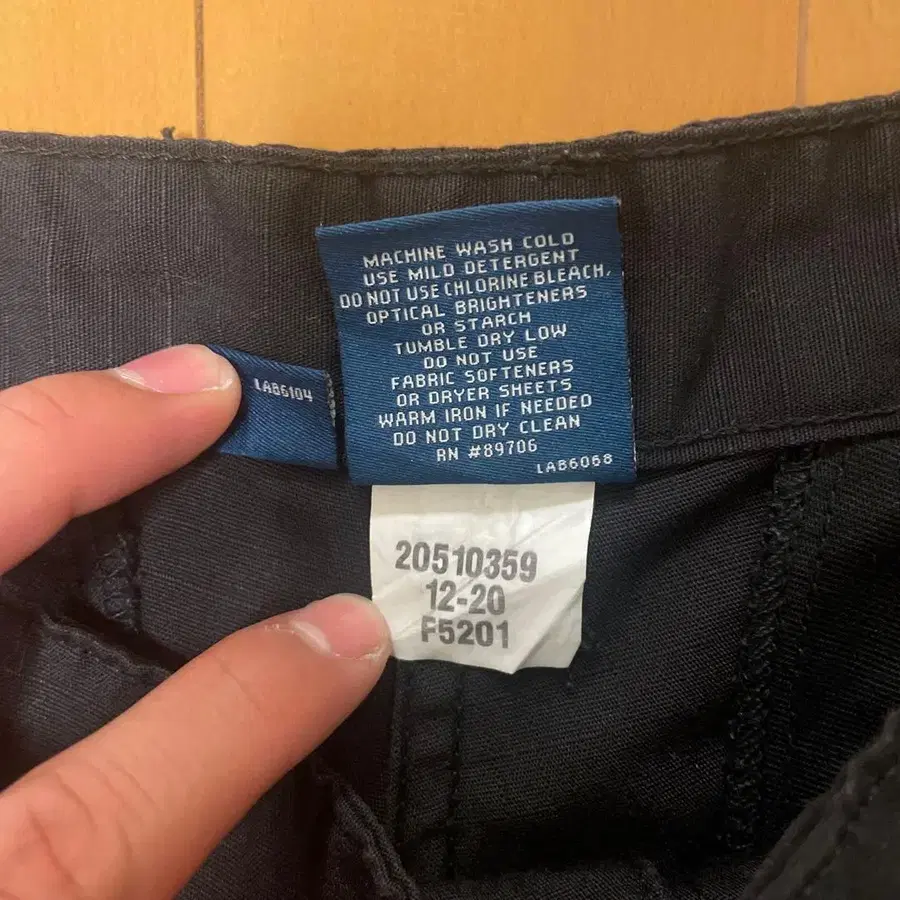 MACHINE WASH COLD
USE MILD DETERGENT
DO NOT USE CHLORINE BLEACH,
OPTICAL BRIGHTENERS
OR STARCH
TUMBLE DRY LOW
DO NOT USE
FABRIC SOFTENERS
OR DRYER SHEETS
WARM IRON IF NEEDED
DO NOT DRY CLEAN
RN #89706
LAB6068
LAB6104
20510359
12-20
F5201